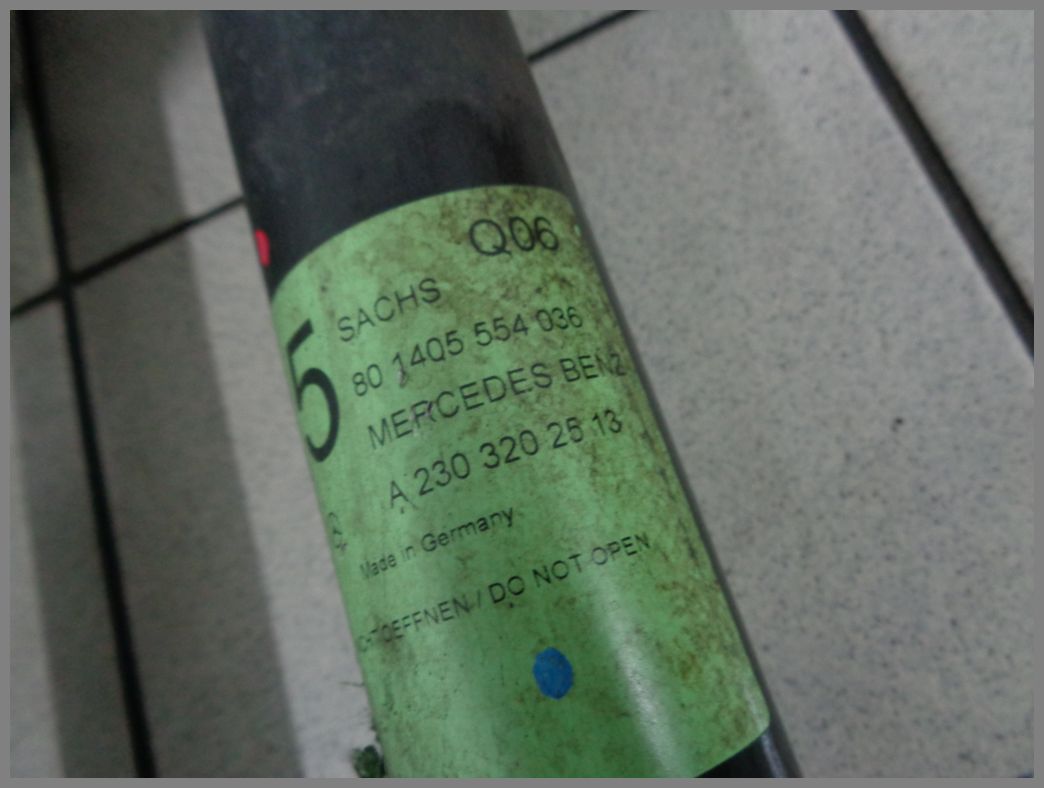 Q06
5
SACHS
80 1405 554 036
MERCEDES BENZ
A 230 320 25 13
Made in Germany
OEFFNEN / DO NOT OPEN